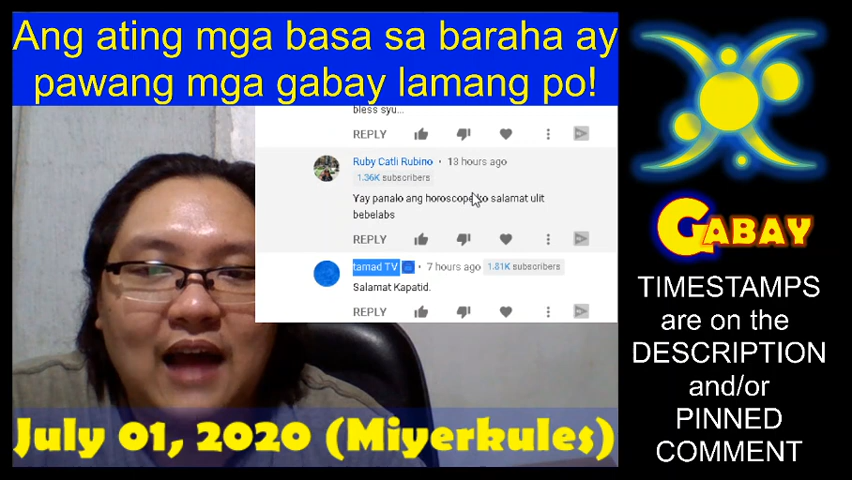 Ang ating mga basa sa baraha ay
pawang mga gabay lamang po!
bless syu...
REPLY
Ruby Catli Rubino • 13 hours ago
1.36K subscribers
Yay panalo ang horoscope ko salamat ulit
bebelabs
REPLY
tamad TV • 7 hours ago 1.81K subscribers
Salamat Kapatid.
REPLY
July 01, 2020 (Miyerkules)
GABAY
TIMESTAMPS
are on the
DESCRIPTION
and/or
PINNED
COMMENT